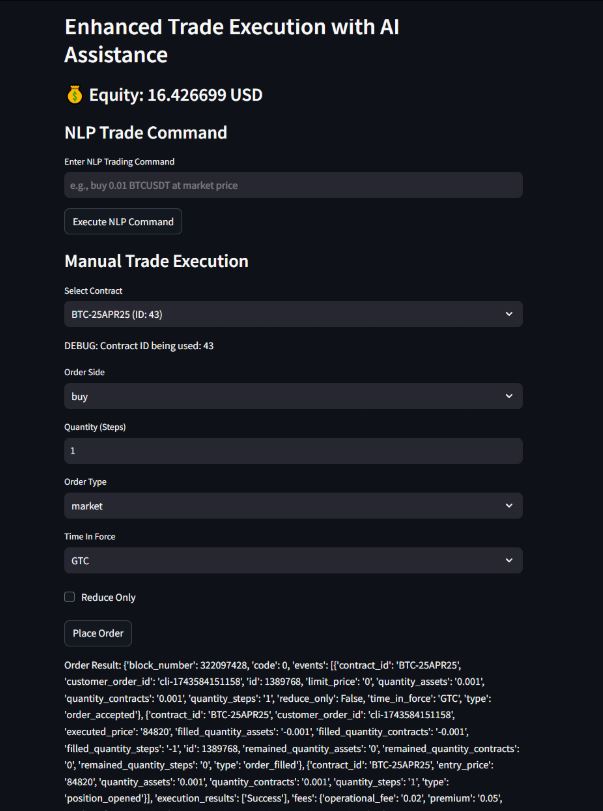 Enhanced Trade Execution with AI
Assistance
💰 Equity: 16.426699 USD
NLP Trade Command
Enter NLP Trading Command
e.g., buy 0.01 BTCUSDT at market price
Execute NLP Command
Manual Trade Execution
Select Contract
BTC-25APR25 (ID: 43)
DEBUG: Contract ID being used: 43
Order Side
buy
Quantity (Steps)
1
Order Type
market
Time In Force
GTC
Reduce Only
Place Order
Order Result: {'block_number': 322097428, 'code': 0, 'events': [{'contract_id': 'BTC-25APR25',
'customer_order_id': 'cli-1743584151158', 'id': 1389768, 'limit_price': '0', 'quantity_assets': '0.001',
'quantity_contracts': '0.001', 'quantity_steps': '1', 'reduce_only': False, 'time_in_force': 'GTC', 'type':
'order_accepted'}, {'contract_id': 'BTC-25APR25', 'customer_order_id': 'cli-1743584151158',
'executed_price': '84820', 'filled_quantity_assets': '-0.001', 'filled_quantity_contracts': '-0.001',
'filled_quantity_steps': '-1', 'id': 1389768, 'remained_quantity_assets': '0', 'remained_quantity_contracts':
'0', 'remained_quantity_steps': '0', 'type': 'order_filled'}, {'contract_id': 'BTC-25APR25', 'entry_price':
'84820', 'quantity_assets': '0.001', 'quantity_contracts': '0.001', 'quantity_steps': '1', 'type':
'position_opened'}], 'execution_results': ['Success'], 'fees': {'operational_fee': '0.02', 'premium': '0.05',